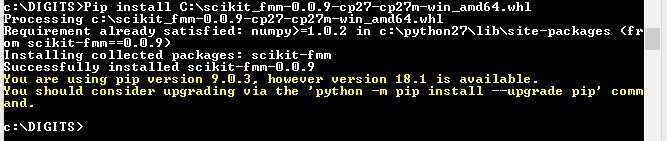 c:\DIGITS>Pip install C:\scikit_fmm-0.0.9-cp27-cp27m-win_amd64.whl
Processing c:\scikit_fmm-0.0.9-cp27-cp27m-win_amd64.whl
Requirement already satisfied: numpy>=1.0.2 in c:\python27\lib\site-packages (fr
om scikit-fmm==0.0.9)
Installing collected packages: scikit-fmm
Successfully installed scikit-fmm-0.0.9
You are using pip version 9.0.3, however version 18.1 is available.
You should consider upgrading via the 'python -m pip install --upgrade pip' comm
and.
c:\DIGITS>